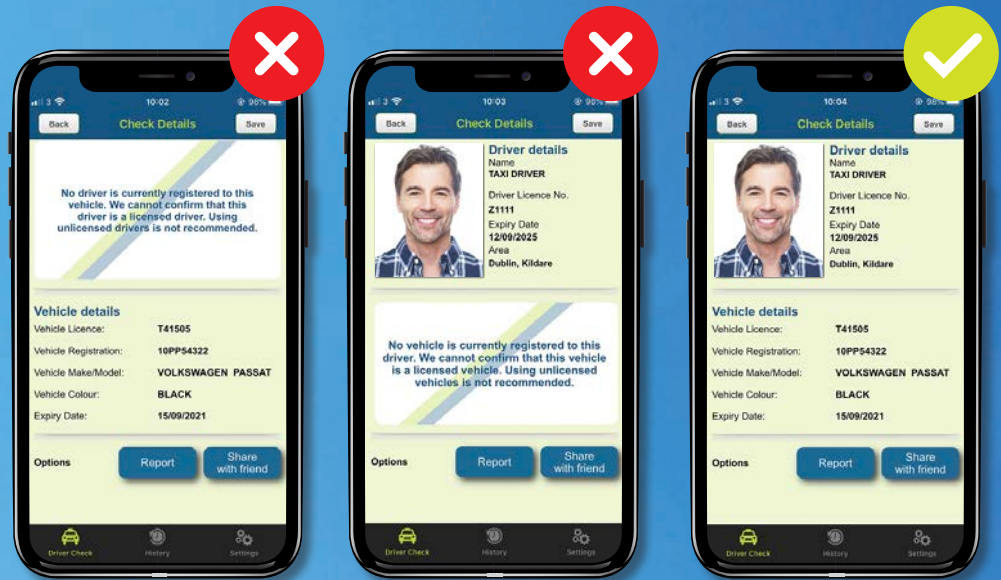 3
10:02
96%
Back
Check Details
Save
No driver is currently registered to this
vehicle. We cannot confirm that this
driver is a licensed driver. Using
unlicensed drivers is not recommended.
Vehicle details
Vehicle Licence: T41505
Vehicle Registration: 10PP54322
Vehicle Make/Model: VOLKSWAGEN PASSAT
Vehicle Colour: BLACK
Expiry Date: 15/09/2021
Options
Report
Share
with friend
Driver Check
History
Settings
3
10:03
Back
Check Details
Save
Driver details
Name
TAXI DRIVER
Driver Licence No.
Z1111
Expiry Date
12/09/2025
Area
Dublin, Kildare
No vehicle is currently registered to this
driver. We cannot confirm that this vehicle
is a licensed vehicle. Using unlicensed
vehicles is not recommended.
Options
Report
Share
with friend
Driver Check
History
Settings
3
10:04
Back
Check Details
Save
Driver details
Name
TAXI DRIVER
Driver Licence No.
Z1111
Expiry Date
12/09/2025
Area
Dublin, Kildare
Vehicle details
Vehicle Licence: T41505
Vehicle Registration: 10PP54322
Vehicle Make/Model: VOLKSWAGEN PASSAT
Vehicle Colour: BLACK
Expiry Date: 15/09/2021
Options
Report
Share
with friend
Driver Check
History
Settings